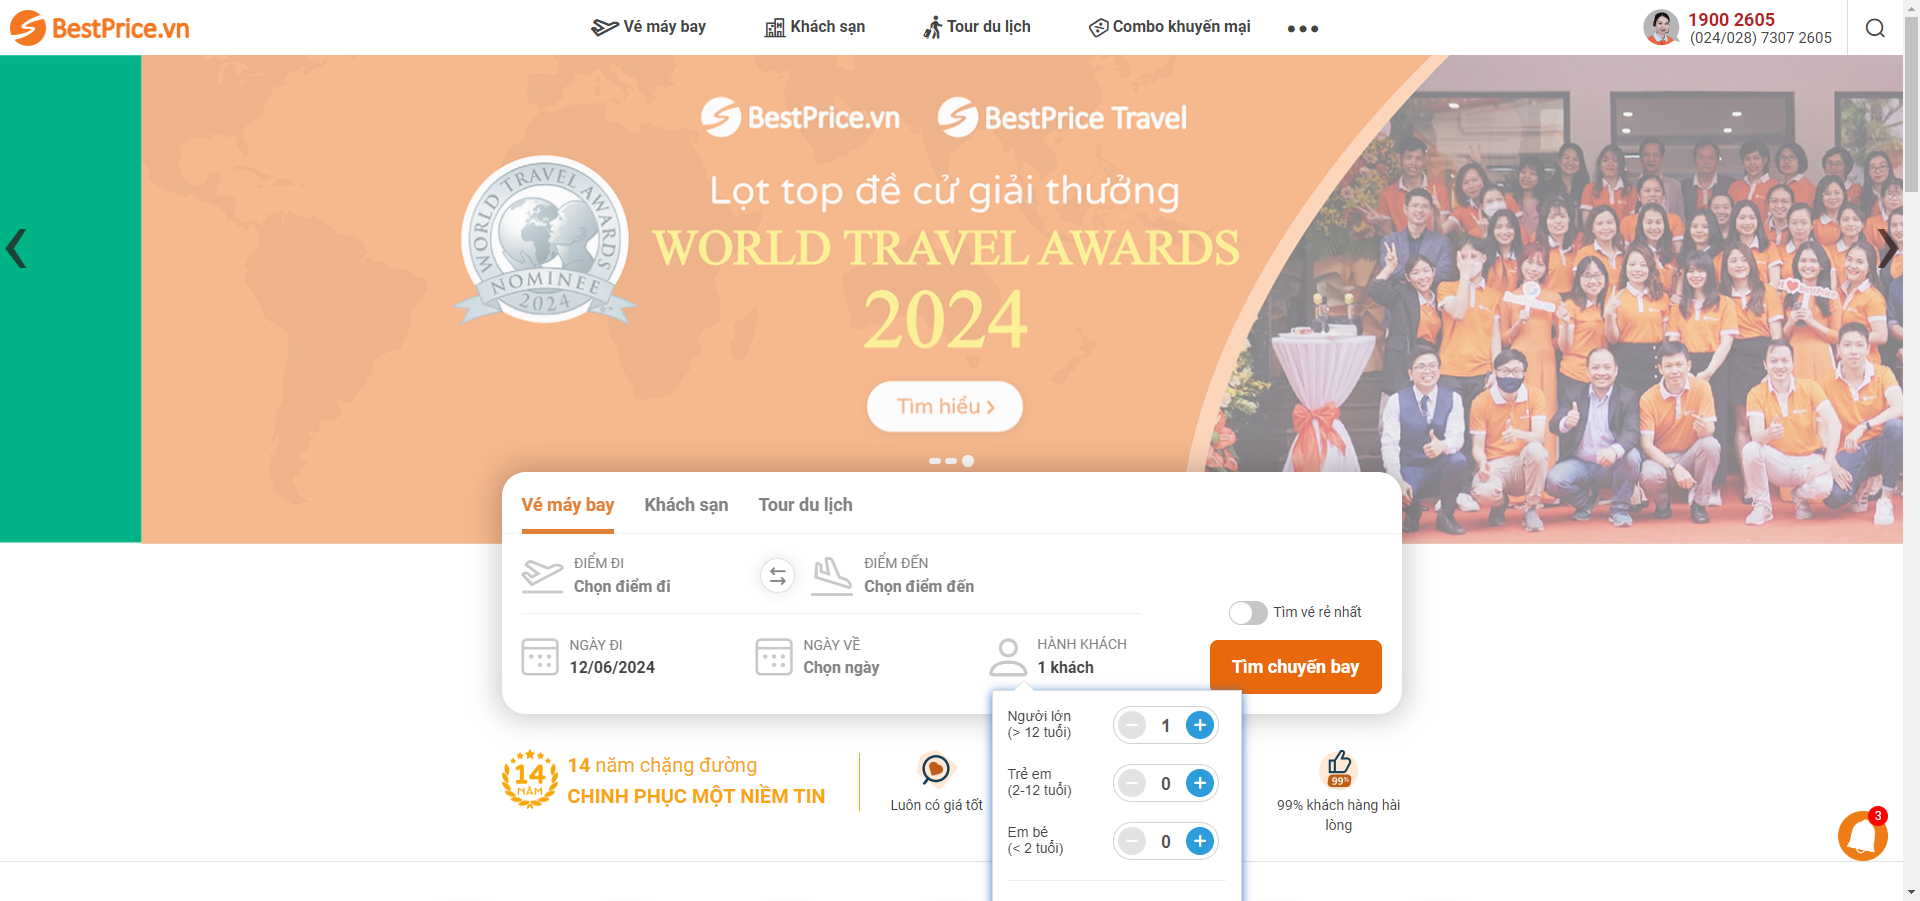 BestPrice.vn
Vé máy bay
Khách sạn
Tour du lịch
Combo khuyến mại
1900 2605
(024/028) 7307 2605
BestPrice.vn
BestPrice Travel
Lọt top đề cử giải thưởng
WORLD TRAVEL AWARDS
2024
WORLD TRAVEL AWARDS
NOMINEE
2024
Tìm hiểu
Vé máy bay
Khách sạn
Tour du lịch
ĐIỂM ĐI
Chọn điểm đi
ĐIỂM ĐẾN
Chọn điểm đến
Tìm vé rẻ nhất
NGÀY ĐI
12/06/2024
NGÀY VỀ
Chọn ngày
HÀNH KHÁCH
1 khách
Tìm chuyến bay
Người lớn
(> 12 tuổi)
1
Trẻ em
(2-12 tuổi)
0
Em bé
(< 2 tuổi)
0
14
NĂM
14 năm chặng đường
CHINH PHỤC MỘT NIỀM TIN
Luôn có giá tốt
99%
99% khách hàng hài
lòng
3